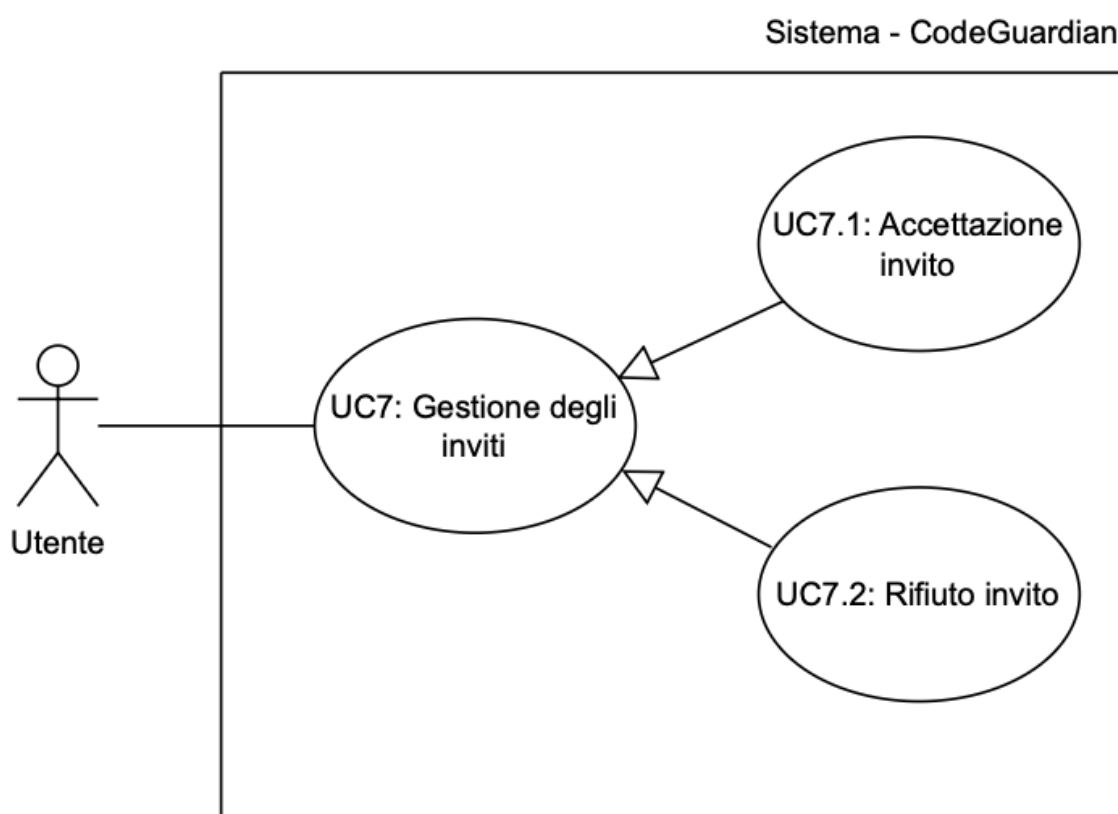 Sistema - CodeGuardian
UC7.1: Accettazione
invito
UC7: Gestione degli
inviti
Utente
UC7.2: Rifiuto invito